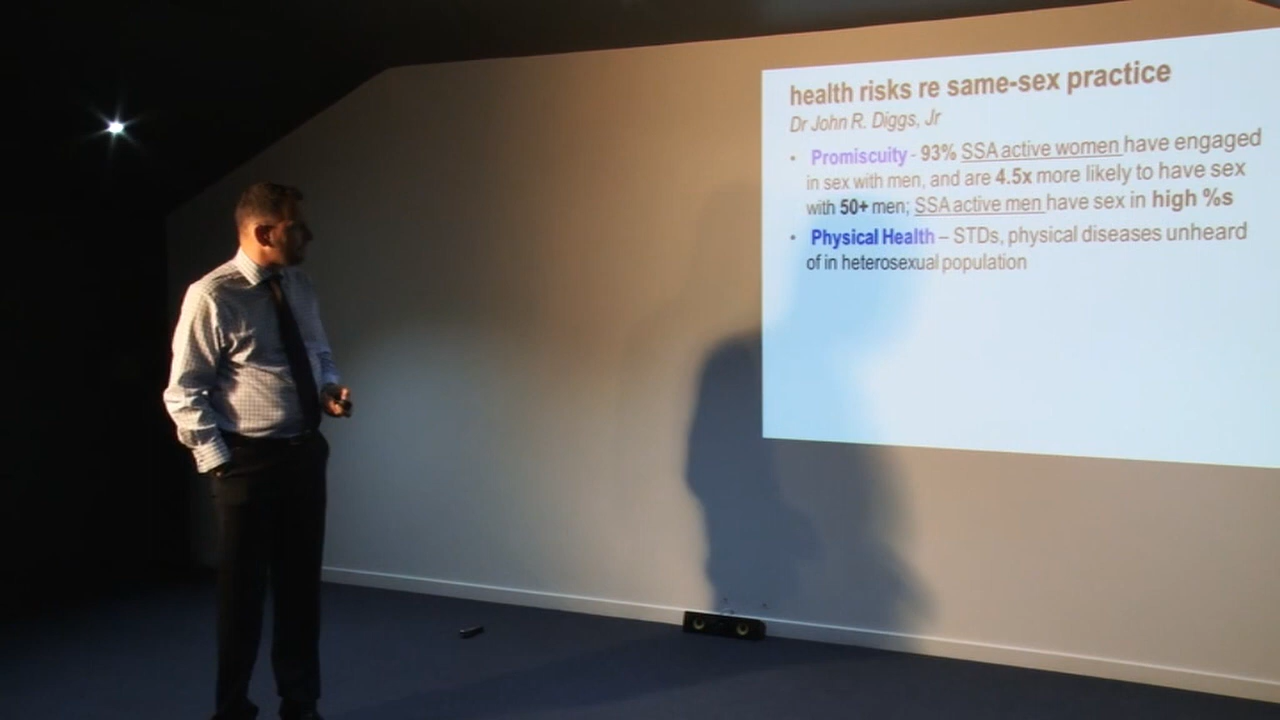 health risks re same-sex practice
Dr John R. Diggs, Jr
• Promiscuity - 93% SSA active women have engaged
in sex with men, and are 4.5x more likely to have sex
with 50+ men; SSA active men have sex in high %s
• Physical Health – STDs, physical diseases unheard
of in heterosexual population